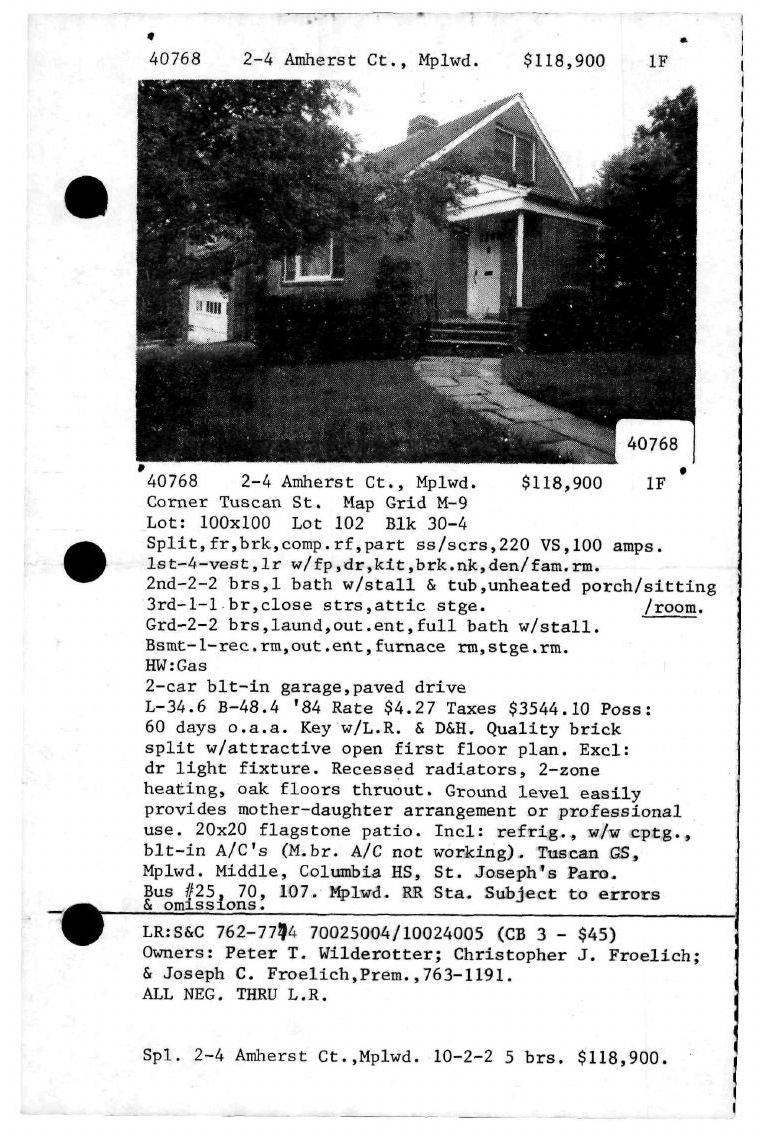 40768 2-4 Amherst Ct., Mplwd. $118,900 1F
40768
40768 2-4 Amherst Ct., Mplwd. $118,900 1F
Corner Tuscan St. Map Grid M-9
Lot: 100x100 Lot 102 Blk 30-4
Split,fr,brk,comp.rf,part ss/scrs,220 VS,100 amps.
1st-4-vest,lr w/fp,dr,kit,brk.nk,den/fam.rm.
2nd-2-2 brs,1 bath w/stall & tub,unheated porch/sitting
3rd-1-1 br,close strs,attic stge. /room.
Grd-2-2 brs,laund,out.ent,full bath w/stall.
Bsmt-1-rec.rm,out.ent,furnace rm,stge.rm.
HW:Gas
2-car blt-in garage,paved drive
L-34.6 B-48.4 '84 Rate $4.27 Taxes $3544.10 Poss:
60 days o.a.a. Key w/L.R. & D&H. Quality brick
split w/attractive open first floor plan. Excl:
dr light fixture. Recessed radiators, 2-zone
heating, oak floors thruout. Ground level easily
provides mother-daughter arrangement or professional
use. 20x20 flagstone patio. Incl: refrig., w/w cptg.,
blt-in A/C's (M.br. A/C not working). Tuscan GS,
Mplwd. Middle, Columbia HS, St. Joseph's Paro.
Bus #25, 70, 107. Mplwd. RR Sta. Subject to errors
& omissions.
LR:S&C 762-7744 70025004/10024005 (CB 3 - $45)
Owners: Peter T. Wilderotter; Christopher J. Froelich;
& Joseph C. Froelich,Prem.,763-1191.
ALL NEG. THRU L.R.
Spl. 2-4 Amherst Ct.,Mplwd. 10-2-2 5 brs. $118,900.